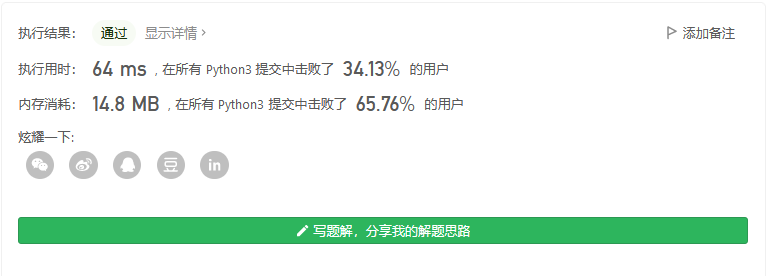 执行结果： 通过 显示详情 › 添加备注
执行用时： 64 ms , 在所有 Python3 提交中击败了 34.13% 的用户
内存消耗： 14.8 MB , 在所有 Python3 提交中击败了 65.76% 的用户
炫耀一下:
豆 in
写题解，分享我的解题思路